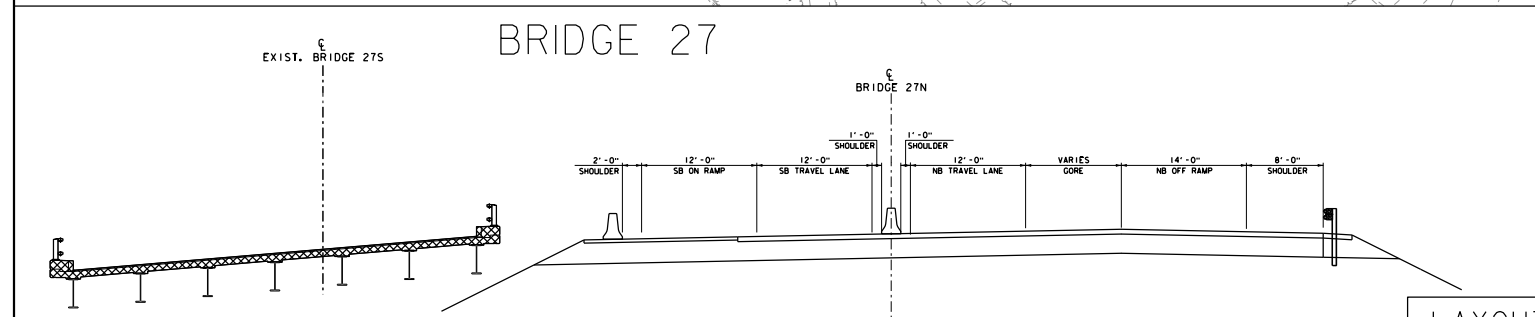 BRIDGE 27
℄
EXIST. BRIDGE 27S
℄
BRIDGE 27N
1'-0"
SHOULDER
1'-0"
SHOULDER
2'-0"
SHOULDER
12'-0"
SB ON RAMP
12'-0"
SB TRAVEL LANE
12'-0"
NB TRAVEL LANE
VARIES
GORE
14'-0"
NB OFF RAMP
8'-0"
SHOULDER